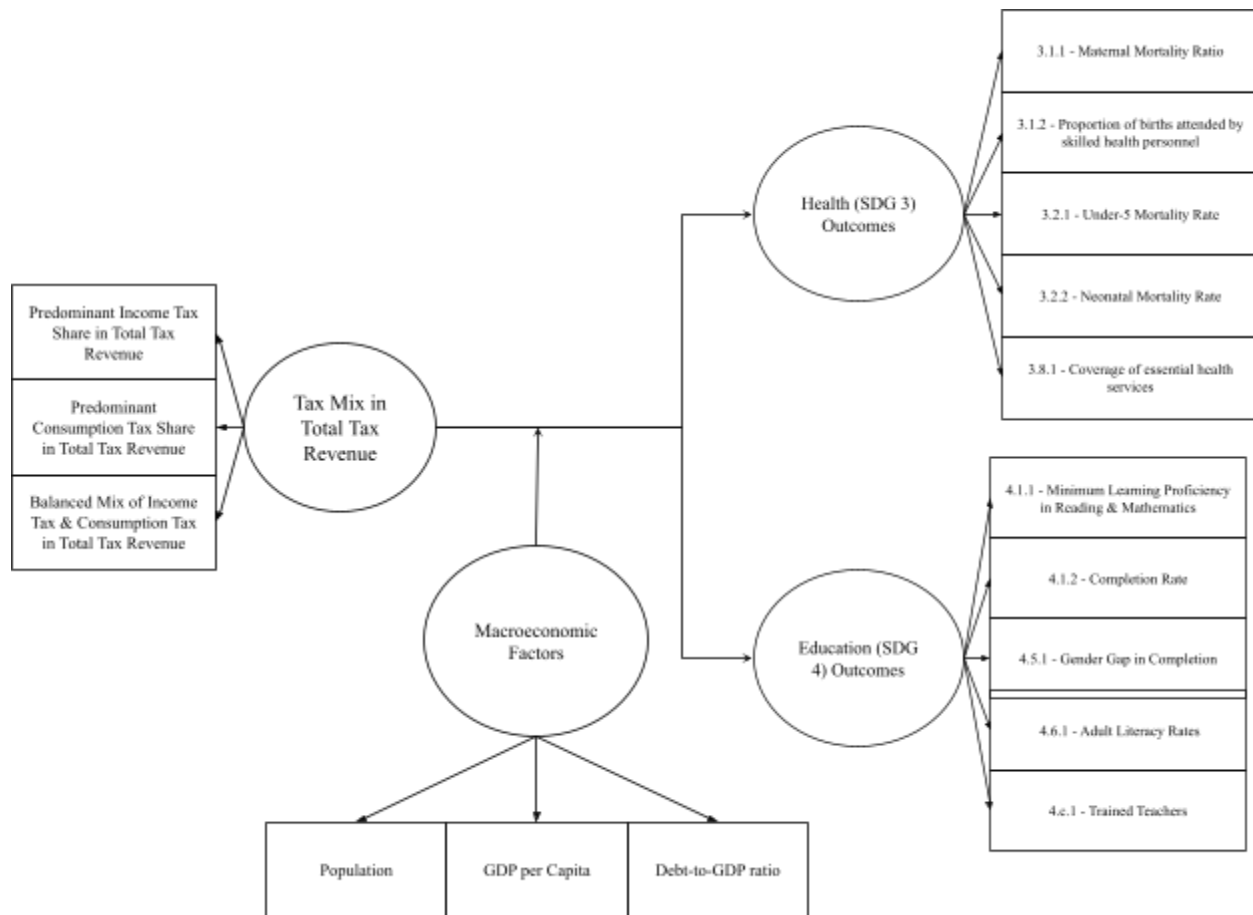 3.1.1 - Maternal Mortality Ratio
3.1.2 - Proportion of births attended by
skilled health personnel
3.2.1 - Under-5 Mortality Rate
3.2.2 - Neonatal Mortality Rate
3.8.1 - Coverage of essential health
services
Health (SDG 3)
Outcomes
Predominant Income Tax
Share in Total Tax
Revenue
Predominant
Consumption Tax Share
in Total Tax Revenue
Balanced Mix of Income
Tax & Consumption Tax
in Total Tax Revenue
Tax Mix in
Total Tax
Revenue
Macroeconomic
Factors
Population
GDP per Capita
Debt-to-GDP ratio
Education (SDG
4) Outcomes
4.1.1 - Minimum Learning Proficiency
in Reading & Mathematics
4.1.2 - Completion Rate
4.5.1 - Gender Gap in Completion
4.6.1 - Adult Literacy Rates
4.c.1 - Trained Teachers